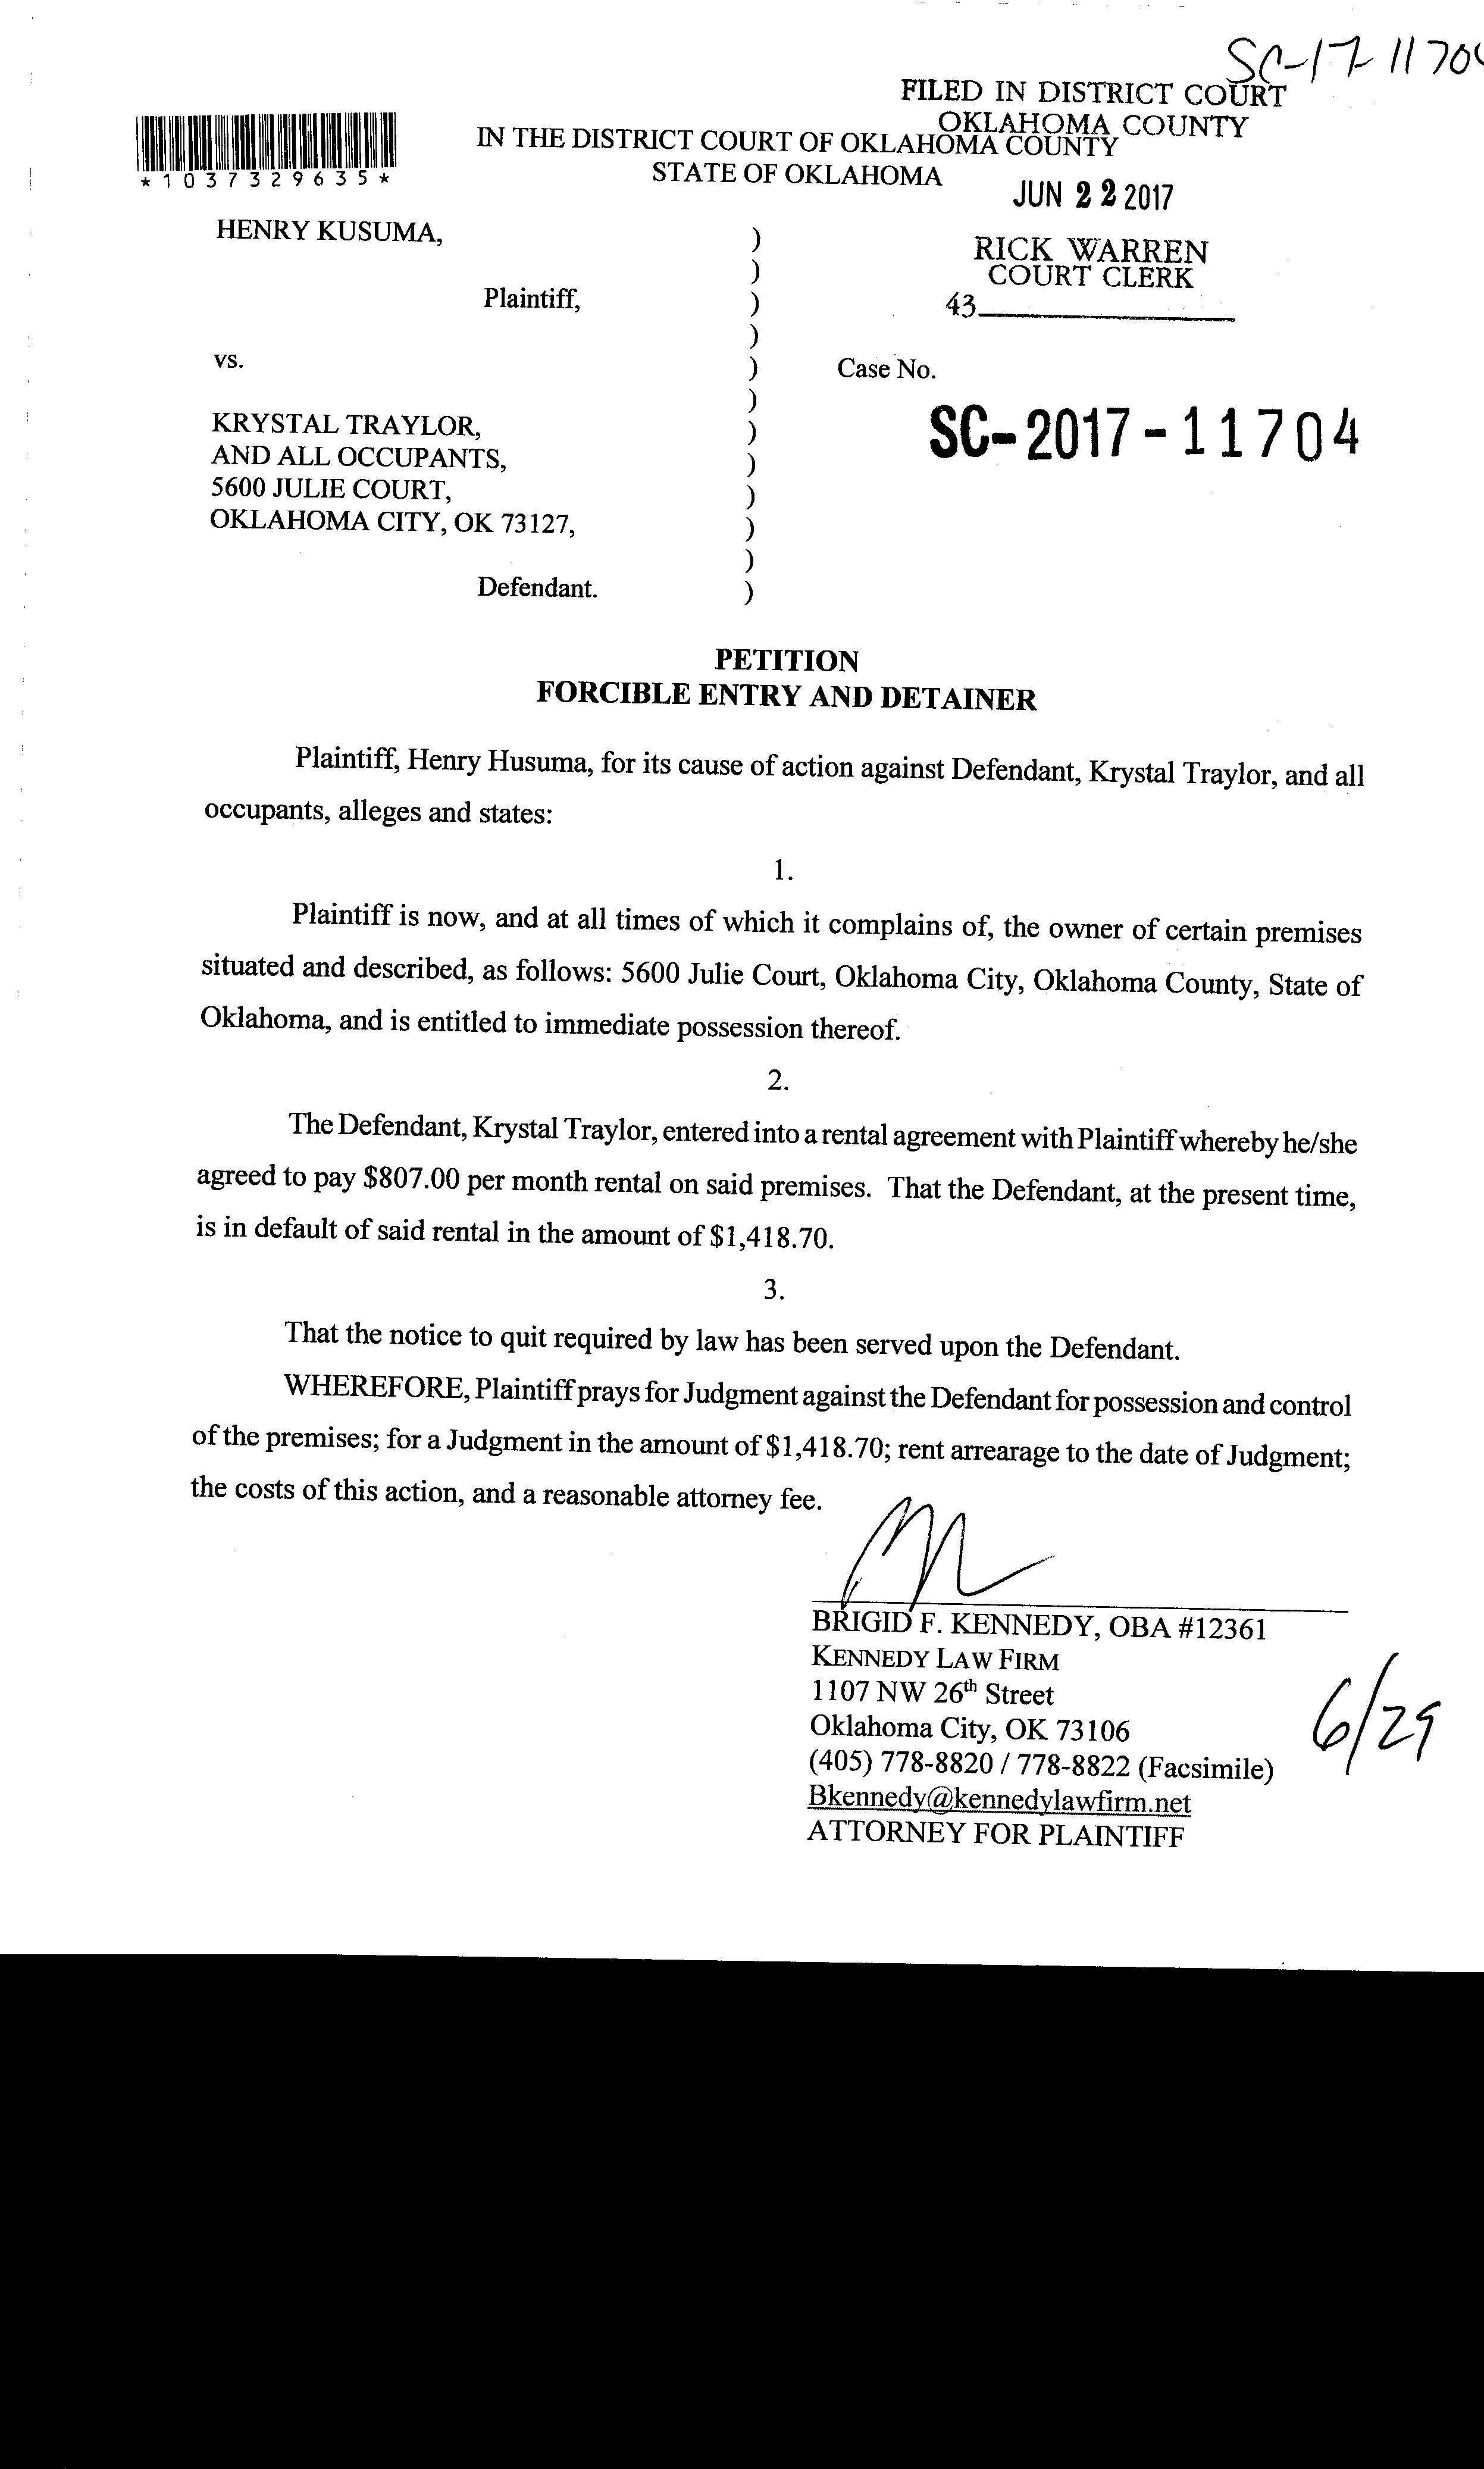 SC-17-11704
FILED IN DISTRICT COURT
OKLAHOMA COUNTY
IN THE DISTRICT COURT OF OKLAHOMA COUNTY
STATE OF OKLAHOMA
*1037329635*
JUN 22 2017
RICK WARREN
COURT CLERK
43
HENRY KUSUMA, )
)
Plaintiff, )
)
vs. )
Case No.
)
SC-2017-11704
KRYSTAL TRAYLOR, )
AND ALL OCCUPANTS, )
5600 JULIE COURT, )
OKLAHOMA CITY, OK 73127, )
)
Defendant. )
PETITION
FORCIBLE ENTRY AND DETAINER
Plaintiff, Henry Husuma, for its cause of action against Defendant, Krystal Traylor, and all
occupants, alleges and states:
1.
Plaintiff is now, and at all times of which it complains of, the owner of certain premises
situated and described, as follows: 5600 Julie Court, Oklahoma City, Oklahoma County, State of
Oklahoma, and is entitled to immediate possession thereof.
2.
The Defendant, Krystal Traylor, entered into a rental agreement with Plaintiff whereby he/she
agreed to pay $807.00 per month rental on said premises. That the Defendant, at the present time,
is in default of said rental in the amount of $1,418.70.
3.
That the notice to quit required by law has been served upon the Defendant.
WHEREFORE, Plaintiff prays for Judgment against the Defendant for possession and control
of the premises; for a Judgment in the amount of $1,418.70; rent arrearage to the date of Judgment;
the costs of this action, and a reasonable attorney fee.
BRIGID F. KENNEDY, OBA #12361
KENNEDY LAW FIRM
1107 NW 26th Street
Oklahoma City, OK 73106
(405) 778-8820 / 778-8822 (Facsimile)
Bkennedy@kennedylawfirm.net
ATTORNEY FOR PLAINTIFF
6/29